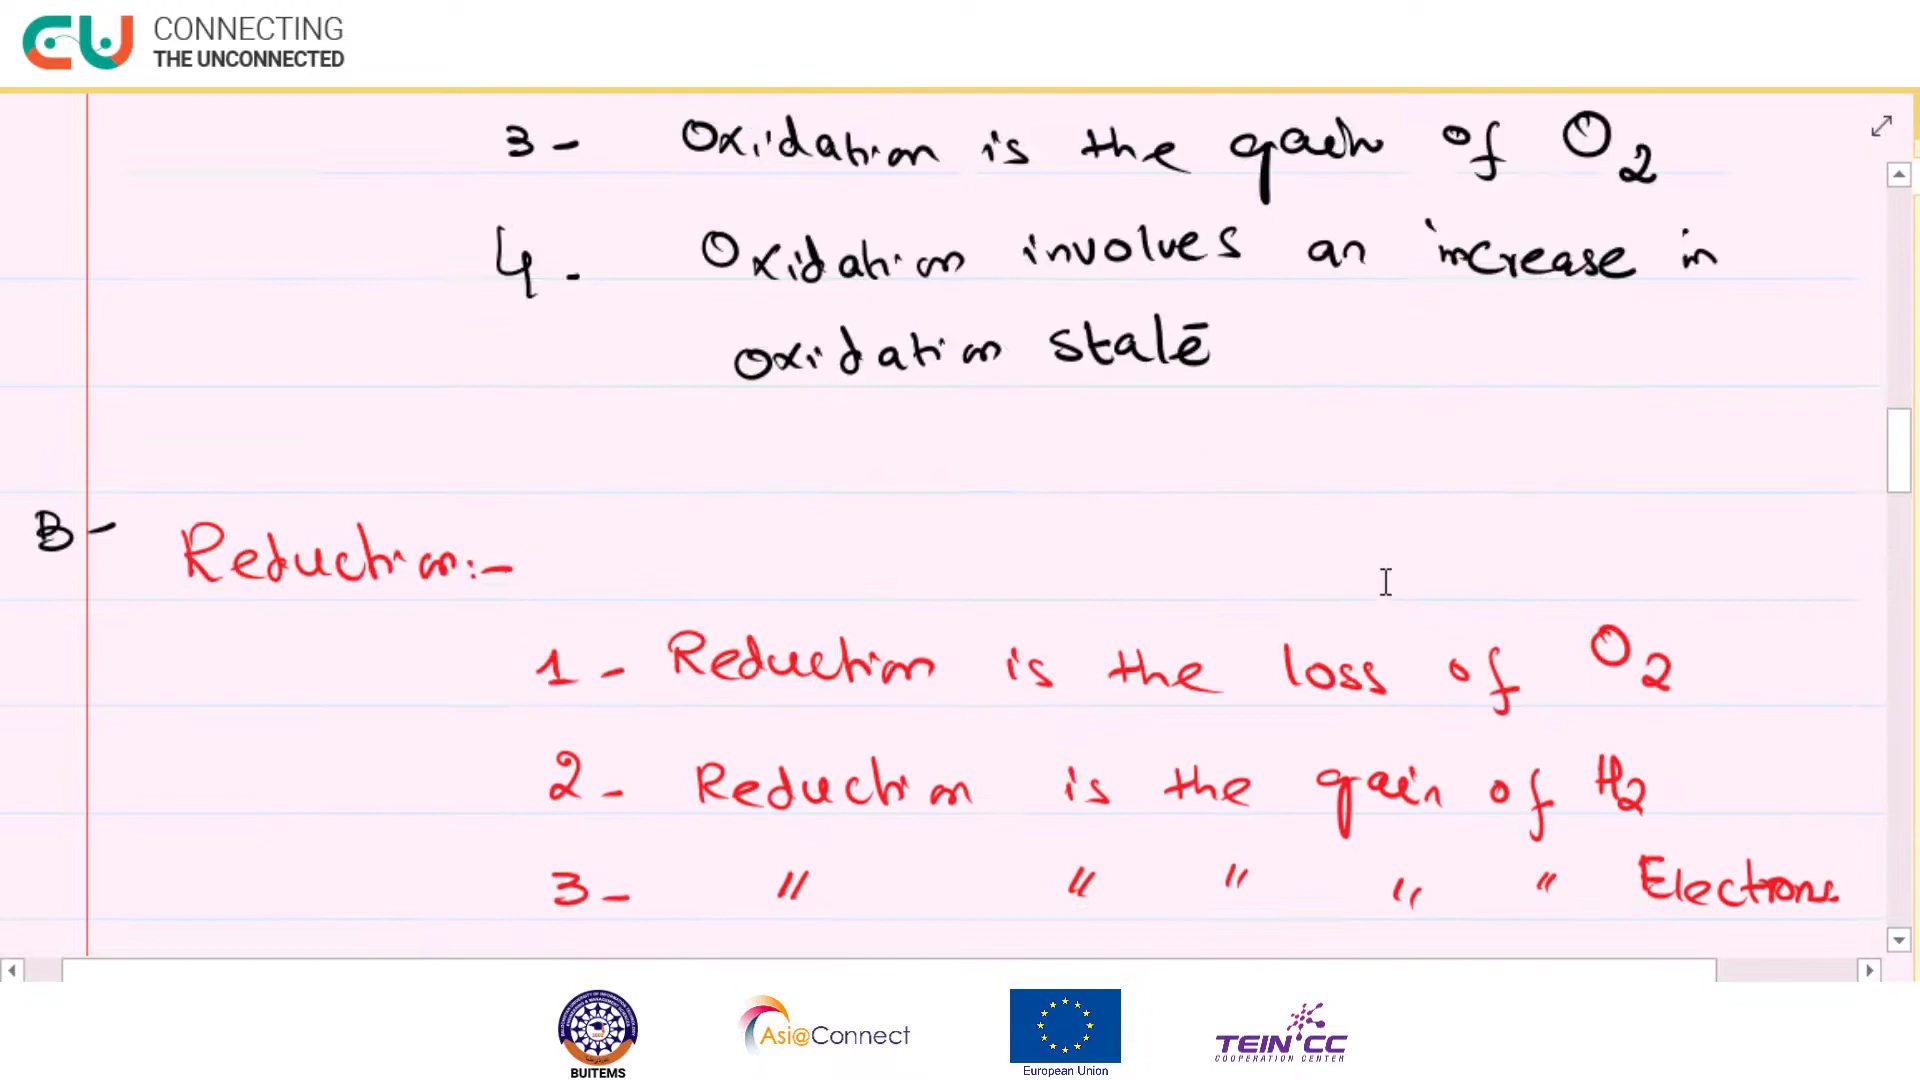 CONNECTING
THE UNCONNECTED
3- Oxidation is the gain of O2
4. Oxidation involves an increase in
oxidation state
B- Reduction:-
1- Reduction is the loss of O2
2- Reduction is the gain of H2
3- " " " " " Electrons
BUITEMS
Asi@Connect
European Union
TEIN*CC
COOPERATION CENTER